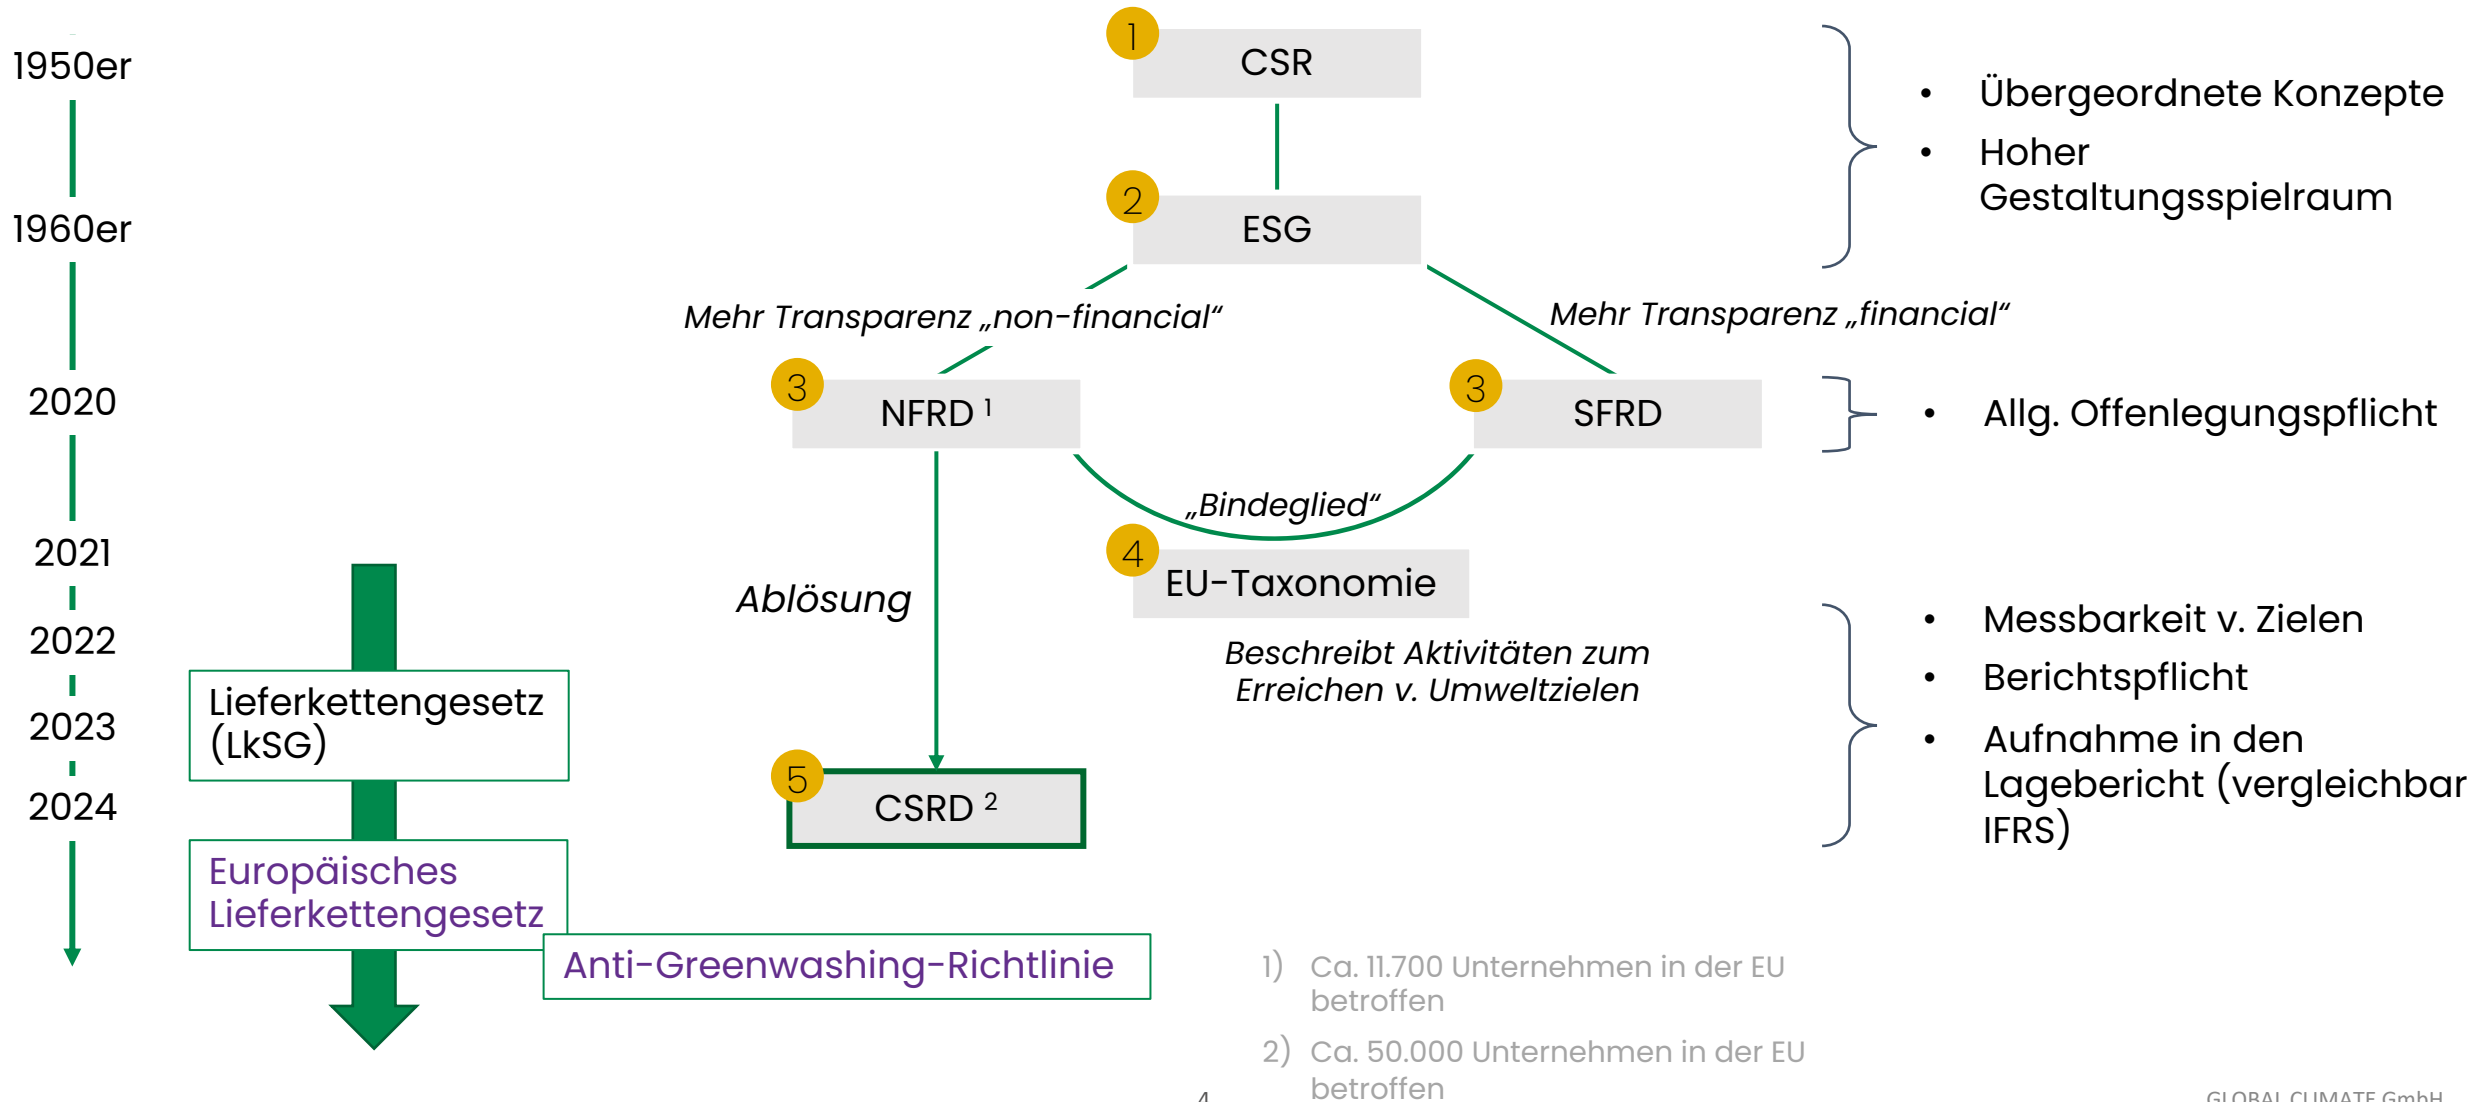 1950er
1960er
2020
2021
2022
2023
2024
1
CSR
2
ESG
Mehr Transparenz „non-financial“
Mehr Transparenz „financial“
3
NFRD ¹
3
SFRD
„Bindeglied“
4
EU-Taxonomie
Ablösung
Beschreibt Aktivitäten zum
Erreichen v. Umweltzielen
5
CSRD ²
Lieferkettengesetz
(LkSG)
Europäisches
Lieferkettengesetz
Anti-Greenwashing-Richtlinie
• Übergeordnete Konzepte
• Hoher
Gestaltungsspielraum
• Allg. Offenlegungspflicht
• Messbarkeit v. Zielen
• Berichtspflicht
• Aufnahme in den
Lagebericht (vergleichbar
IFRS)
1) Ca. 11.700 Unternehmen in der EU
betroffen
2) Ca. 50.000 Unternehmen in der EU
betroffen
4
GLOBAL CLIMATE GmbH